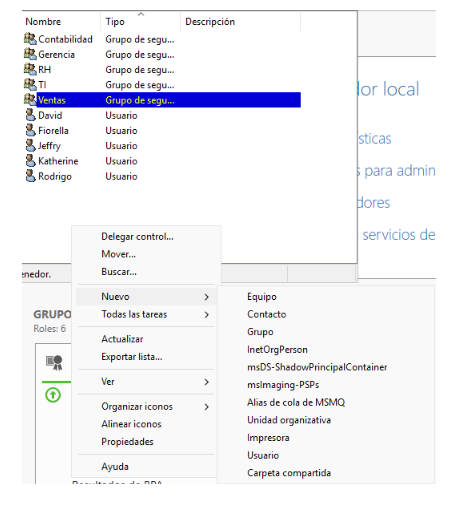 Nombre Tipo Descripción
Contabilidad Grupo de segu...
Gerencia Grupo de segu...
RH Grupo de segu...
TI Grupo de segu...
Ventas Grupo de segu...
David Usuario
Fiorella Usuario
Jeffry Usuario
Katherine Usuario
Rodrigo Usuario
dor local
sticas
para admin
dores
servicios de
enedor.
GRUPO
Roles: 6
Delegar control...
Mover...
Buscar...
Nuevo
Todas las tareas
Actualizar
Exportar lista...
Ver
Organizar iconos
Alinear iconos
Propiedades
Ayuda
Equipo
Contacto
Grupo
InetOrgPerson
msDS-ShadowPrincipalContainer
msImaging-PSPs
Alias de cola de MSMQ
Unidad organizativa
Impresora
Usuario
Carpeta compartida